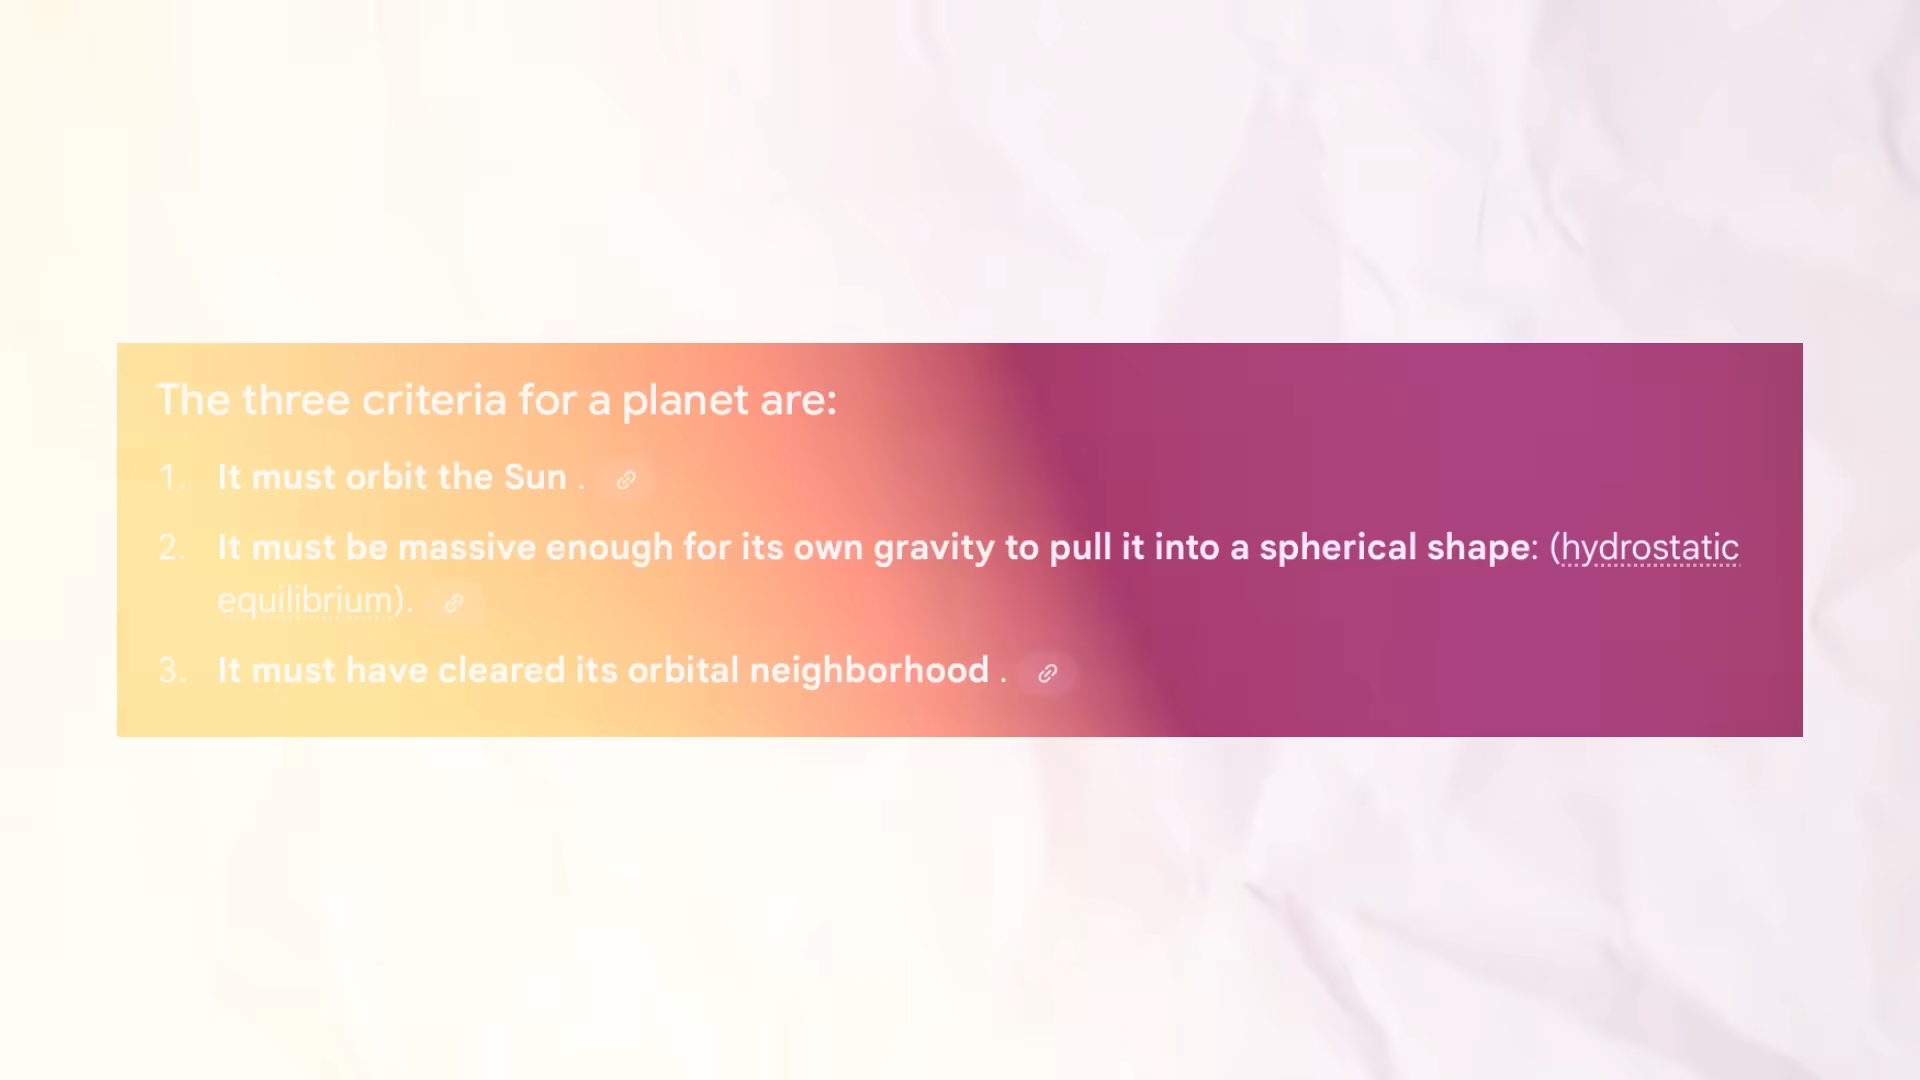 The three criteria for a planet are:
1. It must orbit the Sun .
2. It must be massive enough for its own gravity to pull it into a spherical shape: (hydrostatic
equilibrium).
3. It must have cleared its orbital neighborhood .